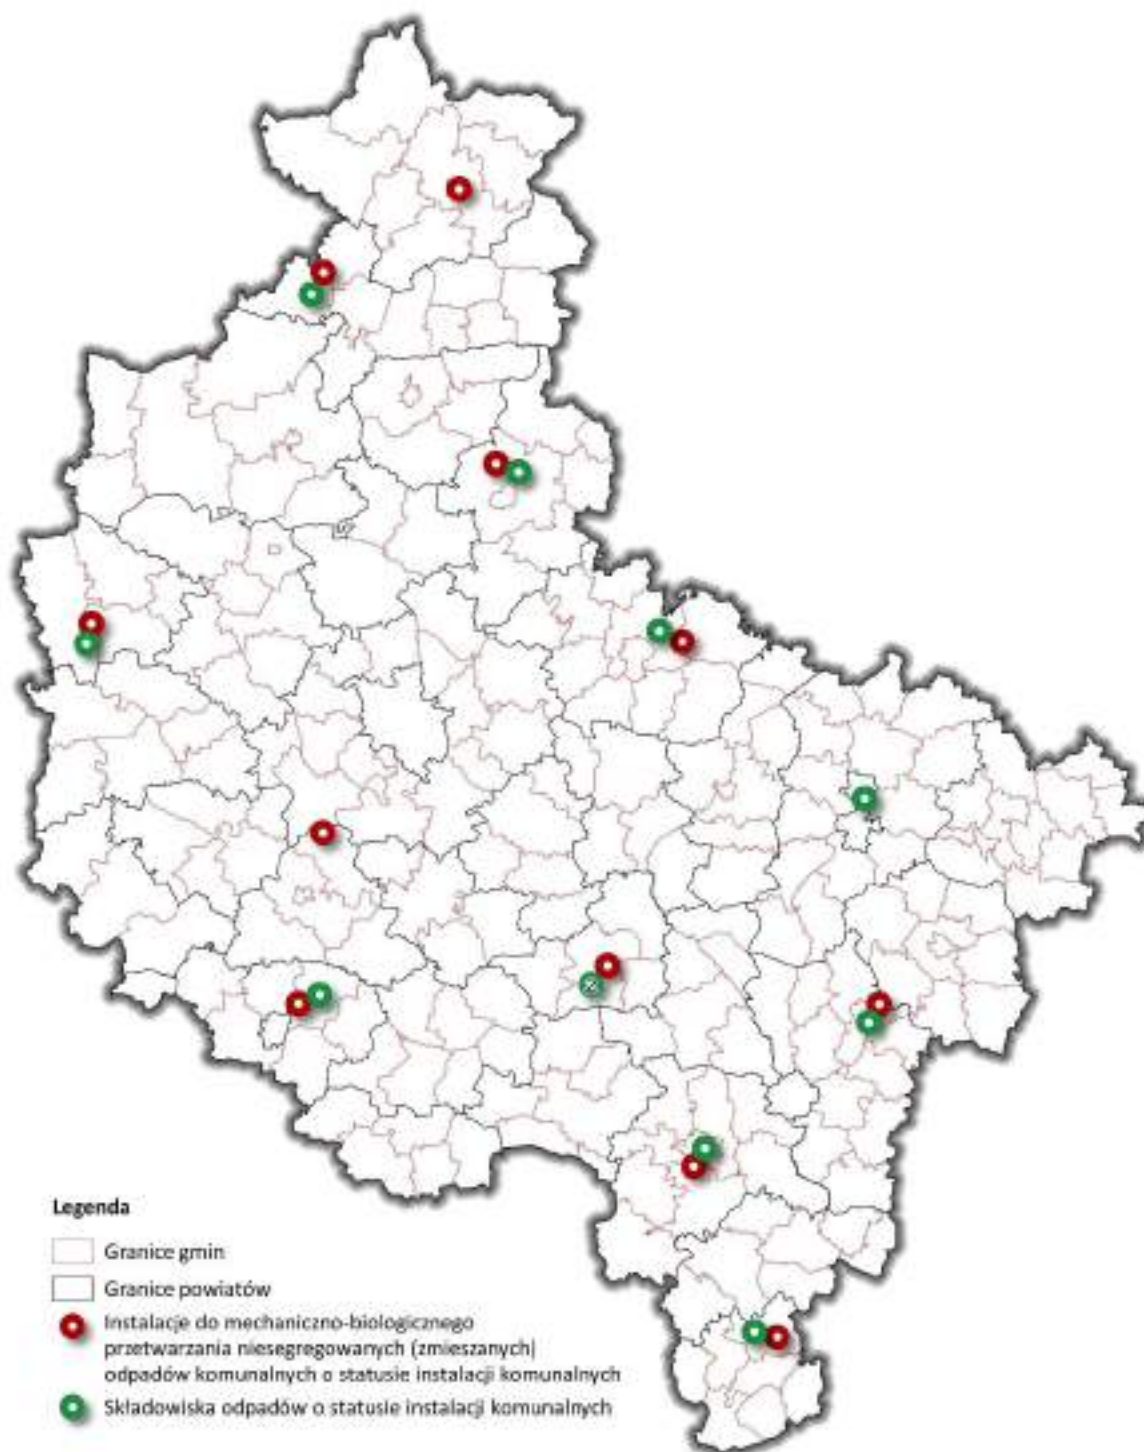 Legenda
Granice gmin
Granice powiatów
Instalacje do mechaniczno-biologicznego
przetwarzania niesegregowanych (zmieszanych)
odpadów komunalnych o statusie instalacji komunalnych
Składowiska odpadów o statusie instalacji komunalnych